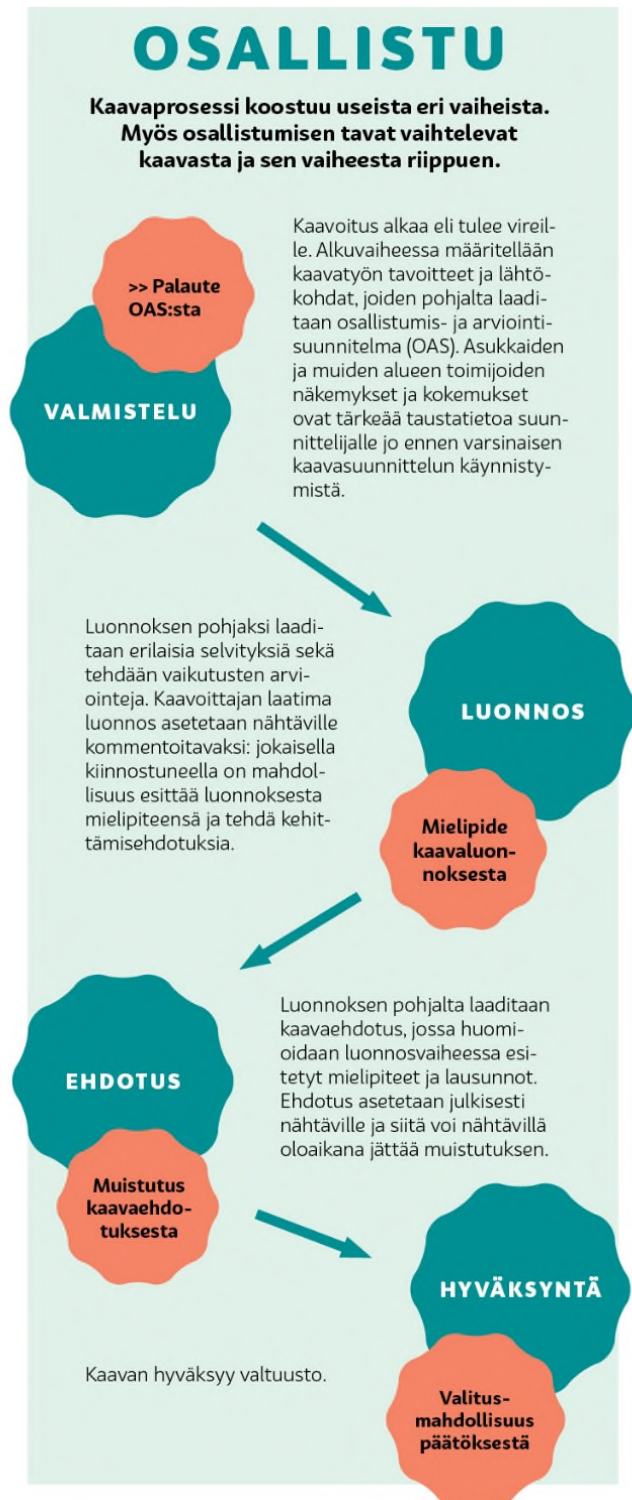 OSALLISTU
Kaavaprosessi koostuu useista eri vaiheista.
Myös osallistumisen tavat vaihtelevat
kaavasta ja sen vaiheesta riippuen.
>> Palaute
OAS:sta
VALMISTELU
Kaavoitus alkaa eli tulee vireil-
le. Alkuvaiheessa määritellään
kaavatyön tavoitteet ja lähtö-
kohdat, joiden pohjalta laadi-
taan osallistumis- ja arviointi-
suunnitelma (OAS). Asukkaiden
ja muiden alueen toimijoiden
näkemykset ja kokemukset
ovat tärkeää taustatietoa suun-
nittelijalle jo ennen varsinaisen
kaavasuunnittelun käynnisty-
mistä.
Luonnoksen pohjaksi laadi-
taan erilaisia selvityksiä sekä
tehdään vaikutusten arvi-
ointeja. Kaavoittajan laatima
luonnos asetetaan nähtäville
kommentoitavaksi: jokaisella
kiinnostuneella on mahdol-
lisuus esittää luonnoksesta
mielipiteensä ja tehdä kehit-
tämisehdotuksia.
LUONNOS
Mielipide
kaavaluon-
noksesta
EHDOTUS
Muistutus
kaavaehdo-
tuksesta
Luonnoksen pohjalta laaditaan
kaavaehdotus, jossa huomi-
oidaan luonnosvaiheessa esi-
tetyt mielipiteet ja lausunnot.
Ehdotus asetetaan julkisesti
nähtäville ja siitä voi nähtävillä
oloaikana jättää muistutuksen.
HYVÄKSYNTÄ
Kaavan hyväksyy valtuusto.
Valitus-
mahdollisuus
päätöksestä